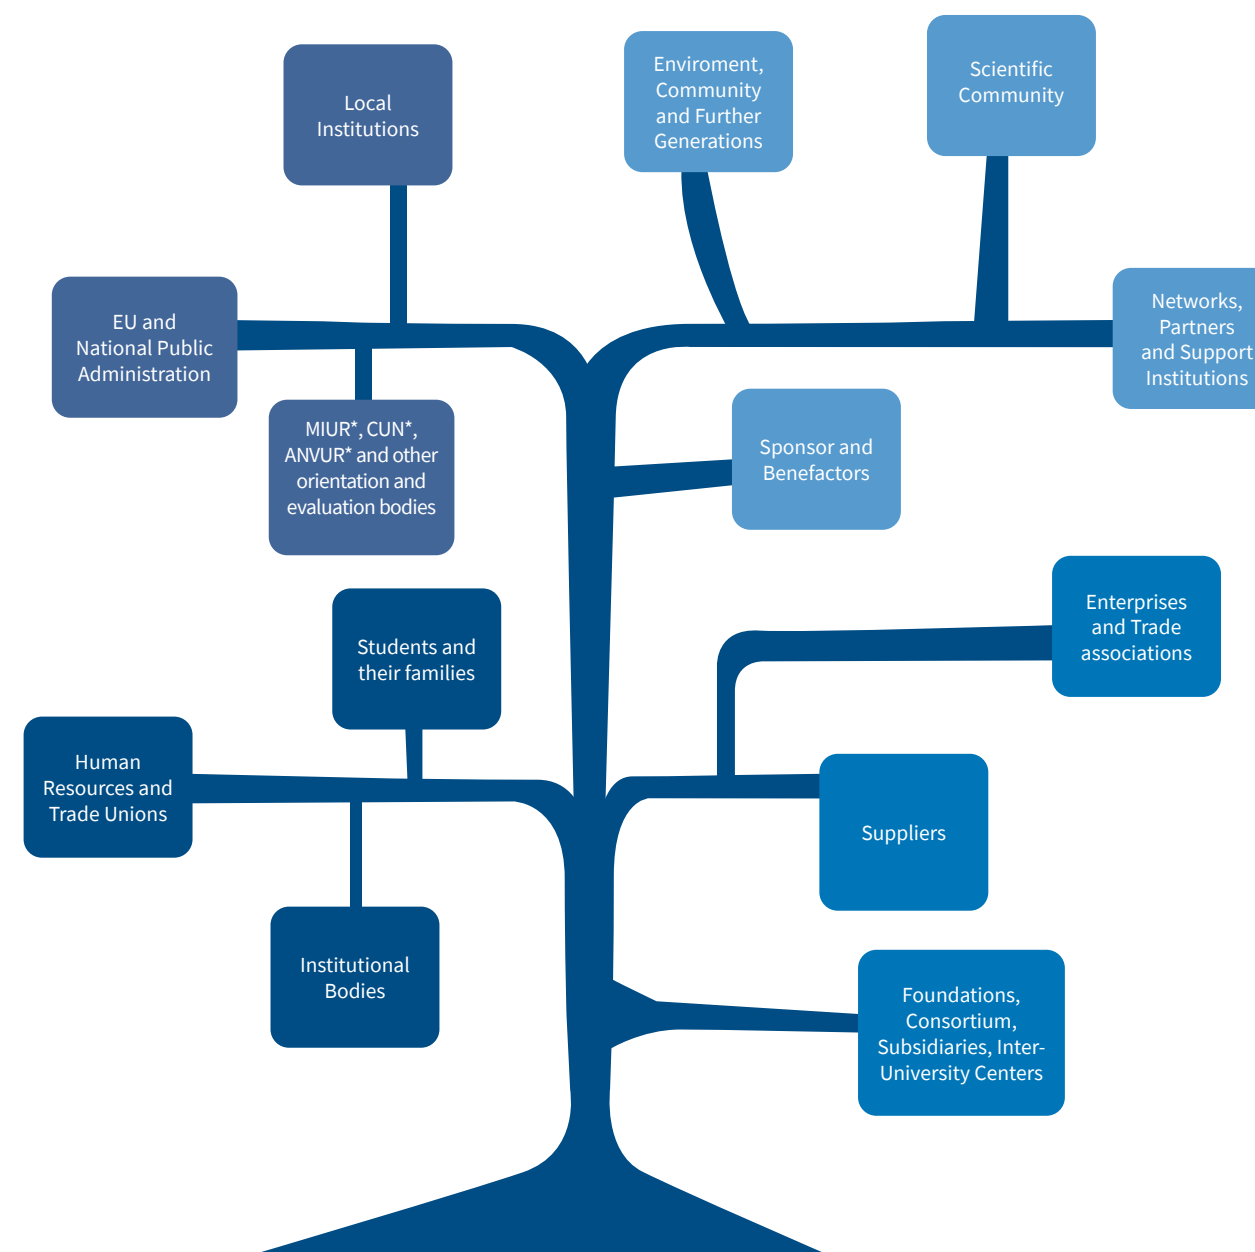 Local
Institutions
Enviroment,
Community
and Further
Generations
Scientific
Community
EU and
National Public
Administration
Networks,
Partners
and Support
Institutions
MIUR*, CUN*,
ANVUR* and other
orientation and
evaluation bodies
Sponsor and
Benefactors
Students and
their families
Enterprises
and Trade
associations
Human
Resources and
Trade Unions
Suppliers
Institutional
Bodies
Foundations,
Consortium,
Subsidiaries, Inter-
University Centers